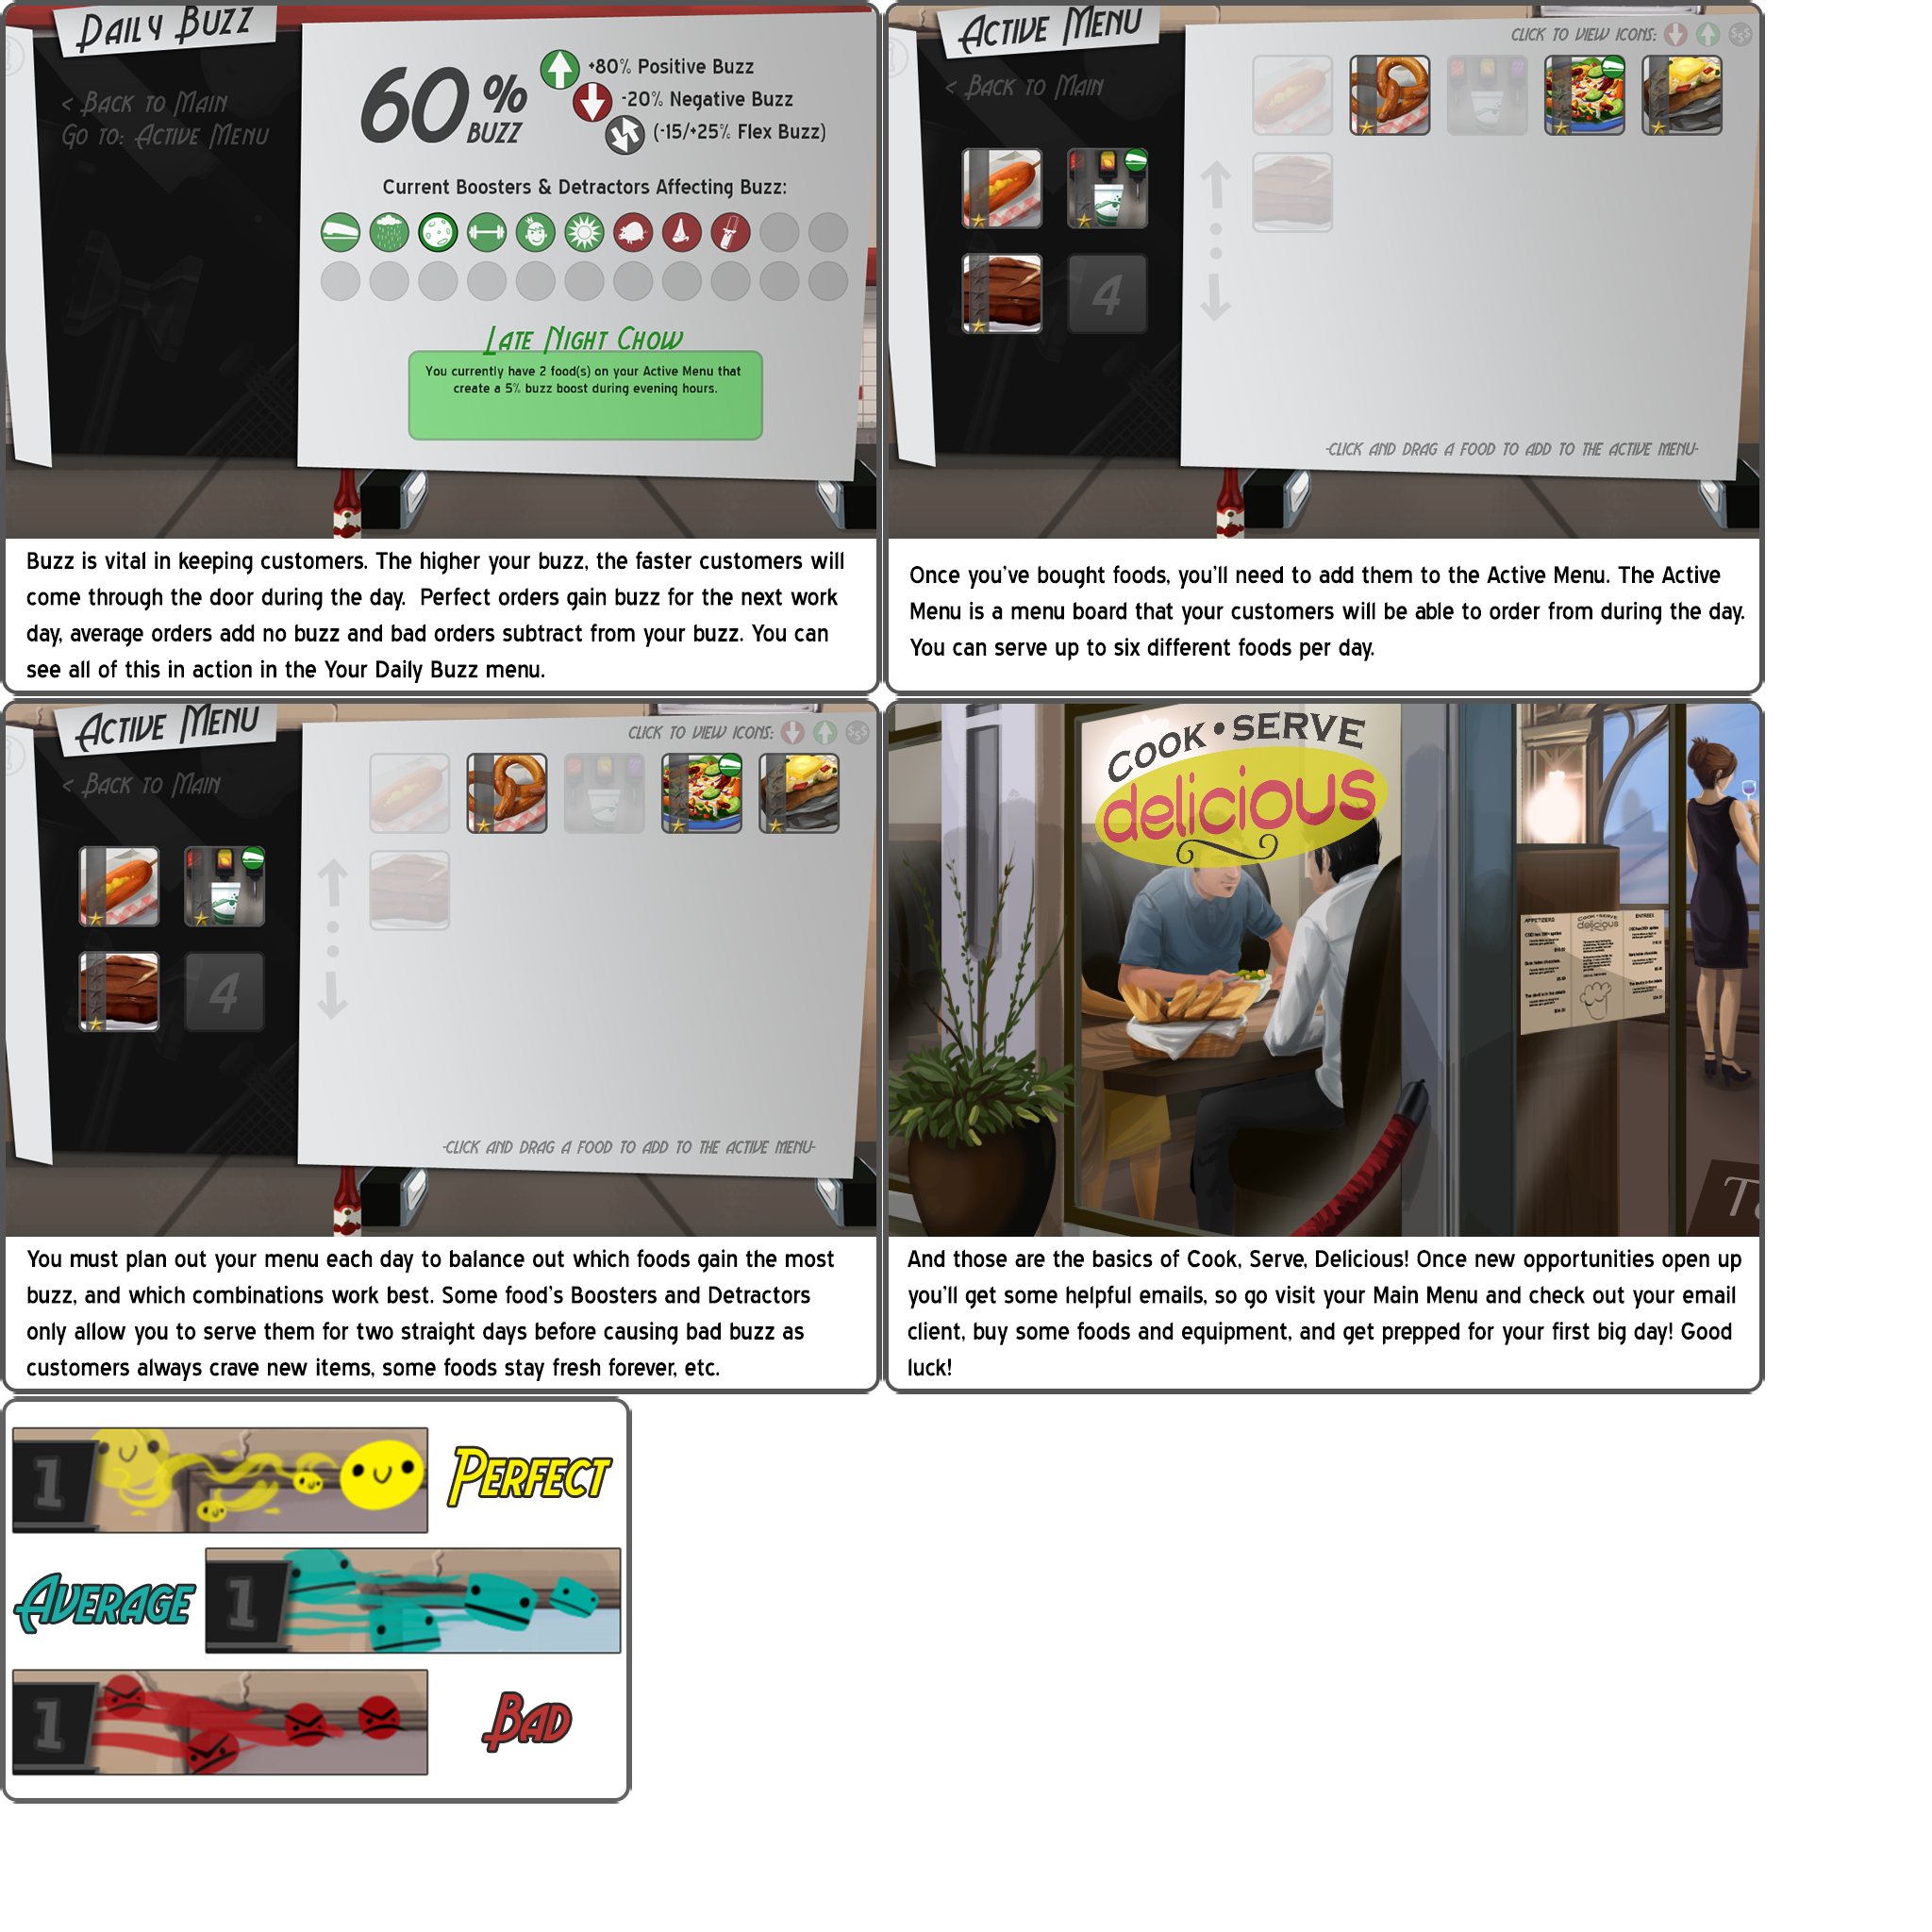 Daily Buzz
< Back to Main
Go to: Active Menu
60%
BUZZ
+80% Positive Buzz
-20% Negative Buzz
(-15/+25% Flex Buzz)
Current Boosters & Detractors Affecting Buzz:
Late Night Chow
You currently have 2 food(s) on your Active Menu that
create a 5% buzz boost during evening hours.
Buzz is vital in keeping customers. The higher your buzz, the faster customers will
come through the door during the day.  Perfect orders gain buzz for the next work
day, average orders add no buzz and bad orders subtract from your buzz. You can
see all of this in action in the Your Daily Buzz menu.
Active Menu
< Back to Main
Click to view icons:
$$$
4
-Click and drag a food to add to the Active Menu-
Once you've bought foods, you'll need to add them to the Active Menu. The Active
Menu is a menu board that your customers will be able to order from during the day.
You can serve up to six different foods per day.
Active Menu
< Back to Main
Click to view icons:
$$$
4
-Click and drag a food to add to the Active Menu-
You must plan out your menu each day to balance out which foods gain the most
buzz, and which combinations work best. Some food's Boosters and Detractors
only allow you to serve them for two straight days before causing bad buzz as
customers always crave new items, some foods stay fresh forever, etc.
COOK • SERVE
delicious
APPETIZERS
COOK • SERVE
delicious
ENTREES
And those are the basics of Cook, Serve, Delicious! Once new opportunities open up
you'll get some helpful emails, so go visit your Main Menu and check out your email
client, buy some foods and equipment, and get prepped for your first big day! Good
luck!
1
Perfect
Average
1
1
Bad